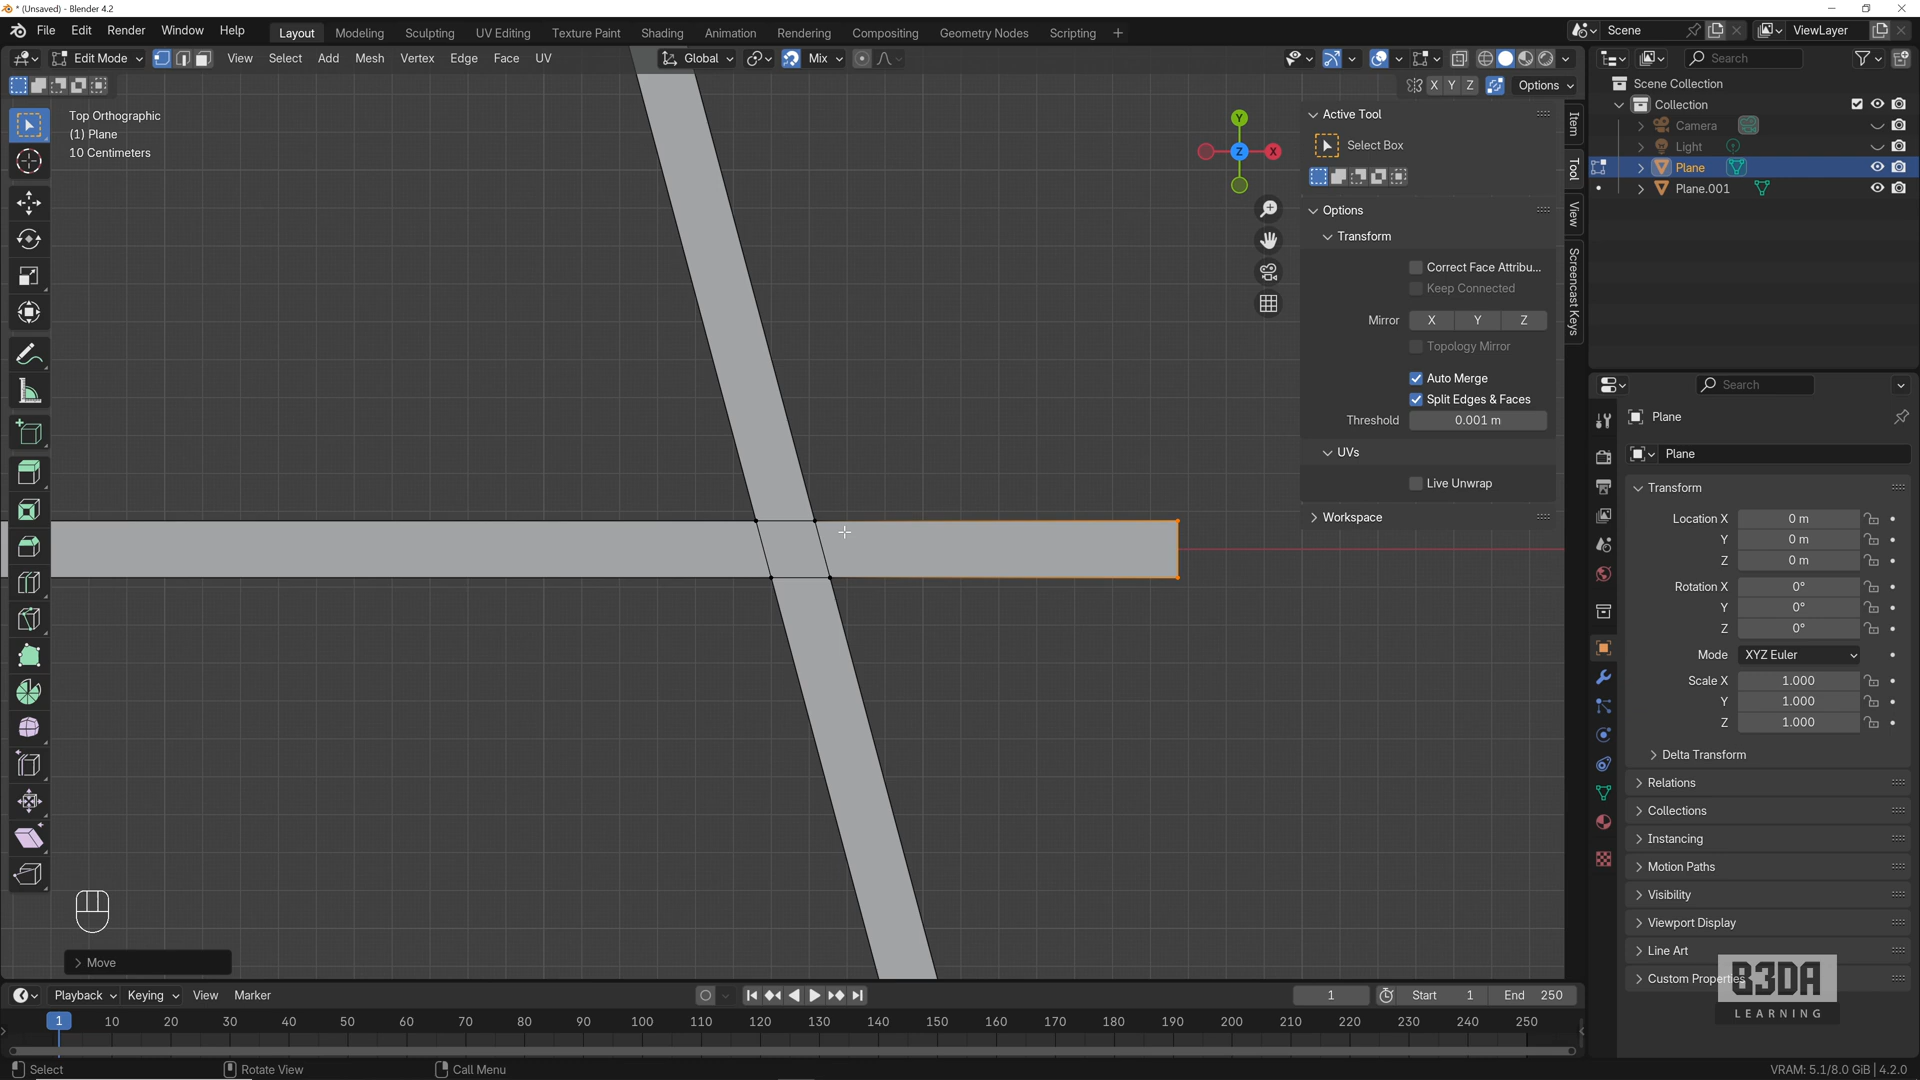 * (Unsaved) - Blender 4.2
File Edit Render Window Help Layout Modeling Sculpting UV Editing Texture Paint Shading Animation Rendering Compositing Geometry Nodes Scripting + Scene ViewLayer
Edit Mode View Select Add Mesh Vertex Edge Face UV Global Mix Search
X Y Z Options
Scene Collection
Collection
Camera
Light
Plane
Plane.001
Top Orthographic
(1) Plane
10 Centimeters
Y
Z X
Active Tool
Select Box
Options
Transform
Correct Face Attribu...
Keep Connected
Mirror X Y Z
Topology Mirror
Auto Merge
Split Edges & Faces
Threshold 0.001 m
UVs
Live Unwrap
Workspace
Item
Tool
View
Screencast Keys
Search
Plane
Plane
Transform
Location X 0 m
Y 0 m
Z 0 m
Rotation X 0°
Y 0°
Z 0°
Mode XYZ Euler
Scale X 1.000
Y 1.000
Z 1.000
Delta Transform
Relations
Collections
Instancing
Motion Paths
Visibility
Viewport Display
Line Art
Custom Properties
B3DA
LEARNING
Move
Playback Keying View Marker 1 Start 1 End 250
1 10 20 30 40 50 60 70 80 90 100 110 120 130 140 150 160 170 180 190 200 210 220 230 240 250
Select Rotate View Call Menu VRAM: 5.1/8.0 GiB | 4.2.0